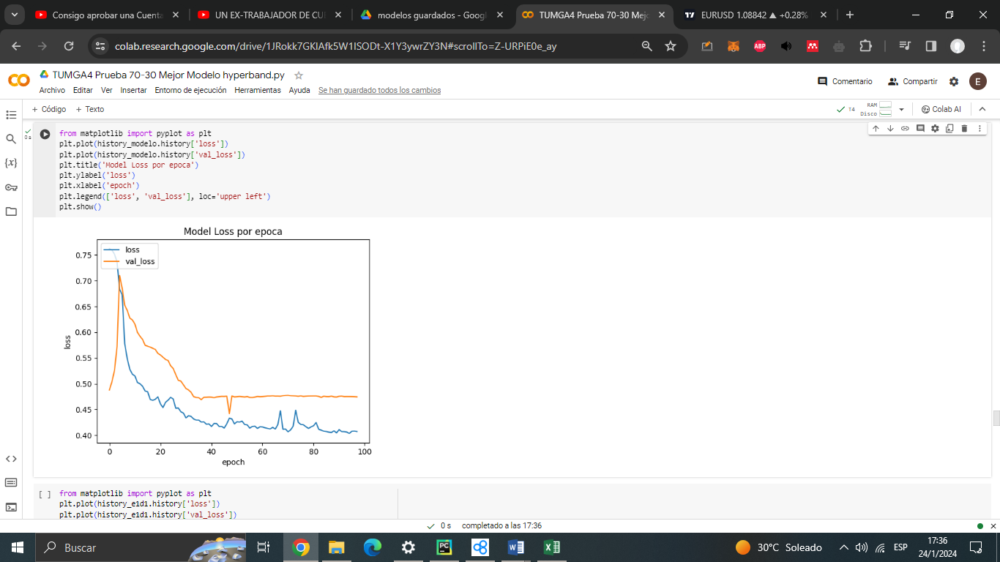 Consigo aprobar una Cuenta
UN EX-TRABAJADOR DE CU
modelos guardados - Googl
TUMGA4 Prueba 70-30 Mejo
EURUSD 1.08842 ▲ +0.28%
colab.research.google.com/drive/1JRokk7GKlAfk5W1ISODt-X1Y3ywrZY3N#scrollTo=Z-URPiE0e_ay
ABP
TUMGA4 Prueba 70-30 Mejor Modelo hyperband.py
Archivo Editar Ver Insertar Entorno de ejecución Herramientas Ayuda Se han guardado todos los cambios
Comentario
Compartir
E
+ Código + Texto
T4
RAM
Disco
Colab AI
0 s
from matplotlib import pyplot as plt
plt.plot(history_modelo.history['loss'])
plt.plot(history_modelo.history['val_loss'])
plt.title('Model Loss por epoca')
plt.ylabel('loss')
plt.xlabel('epoch')
plt.legend(['loss', 'val_loss'], loc='upper left')
plt.show()
Model Loss por epoca
loss
val_loss
0.75
0.70
0.65
0.60
0.55
0.50
0.45
0.40
loss
0 20 40 60 80 100
epoch
[ ] from matplotlib import pyplot as plt
plt.plot(history_e1d1.history['loss'])
plt.plot(history_e1d1.history['val_loss'])
0 s completado a las 17:36
Buscar
PC
30°C Soleado
ESP
17:36
24/1/2024